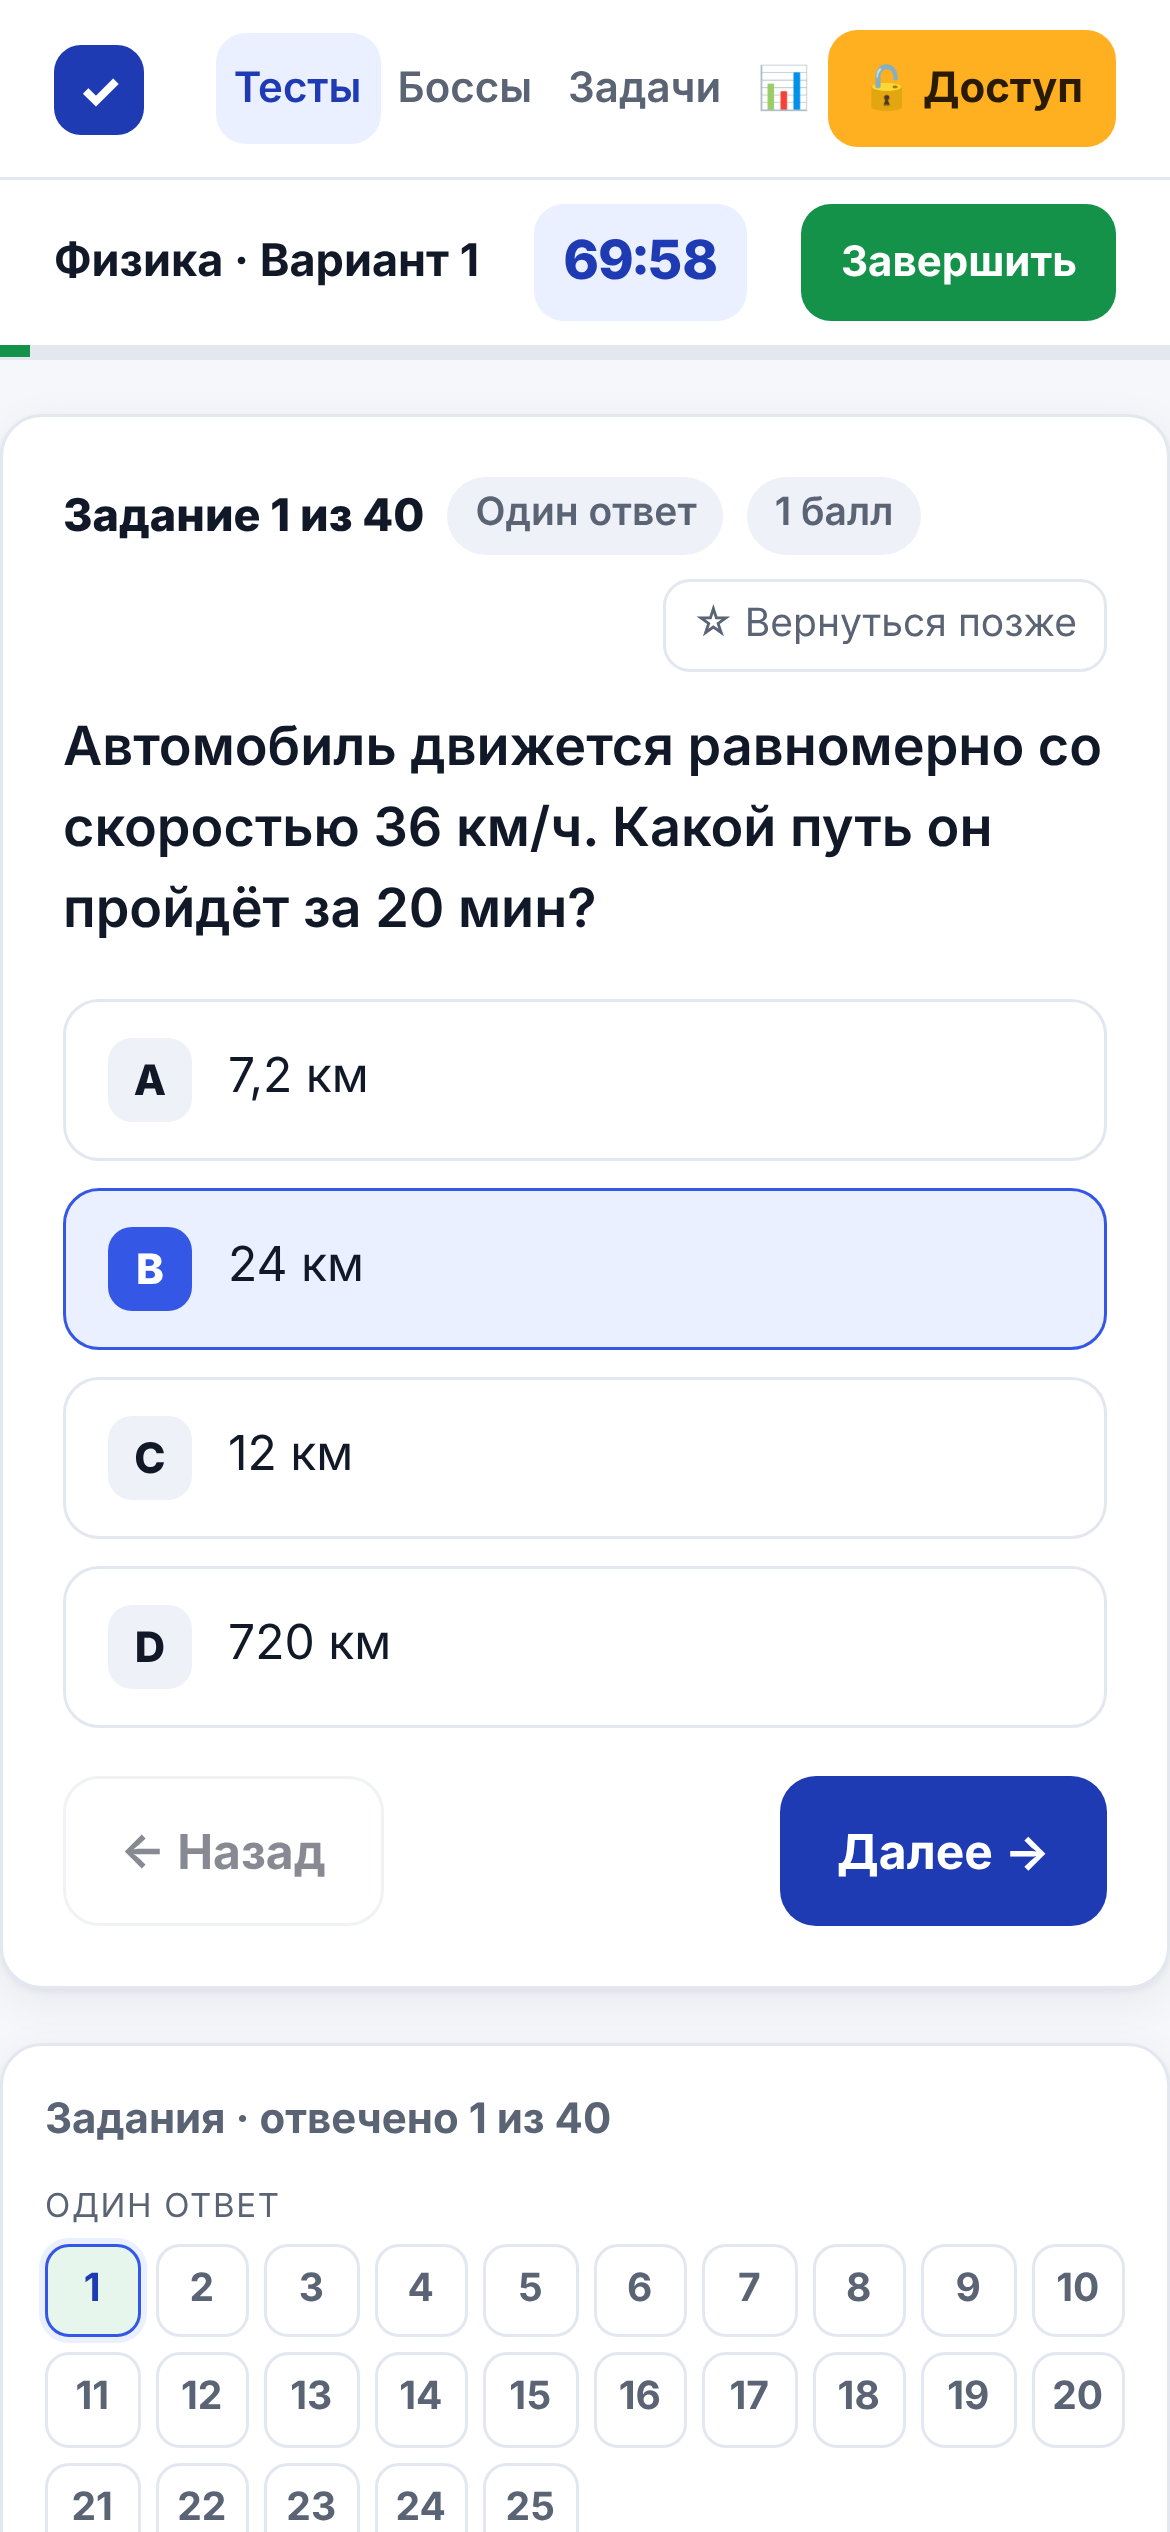 Тесты Боссы Задачи Доступ
Физика · Вариант 1 69:58 Завершить
Задание 1 из 40 Один ответ 1 балл
☆ Вернуться позже
Автомобиль движется равномерно со
скоростью 36 км/ч. Какой путь он
пройдёт за 20 мин?
A 7,2 км
B 24 км
C 12 км
D 720 км
← Назад Далее →
Задания · отвечено 1 из 40
ОДИН ОТВЕТ
1 2 3 4 5 6 7 8 9 10
11 12 13 14 15 16 17 18 19 20
21 22 23 24 25